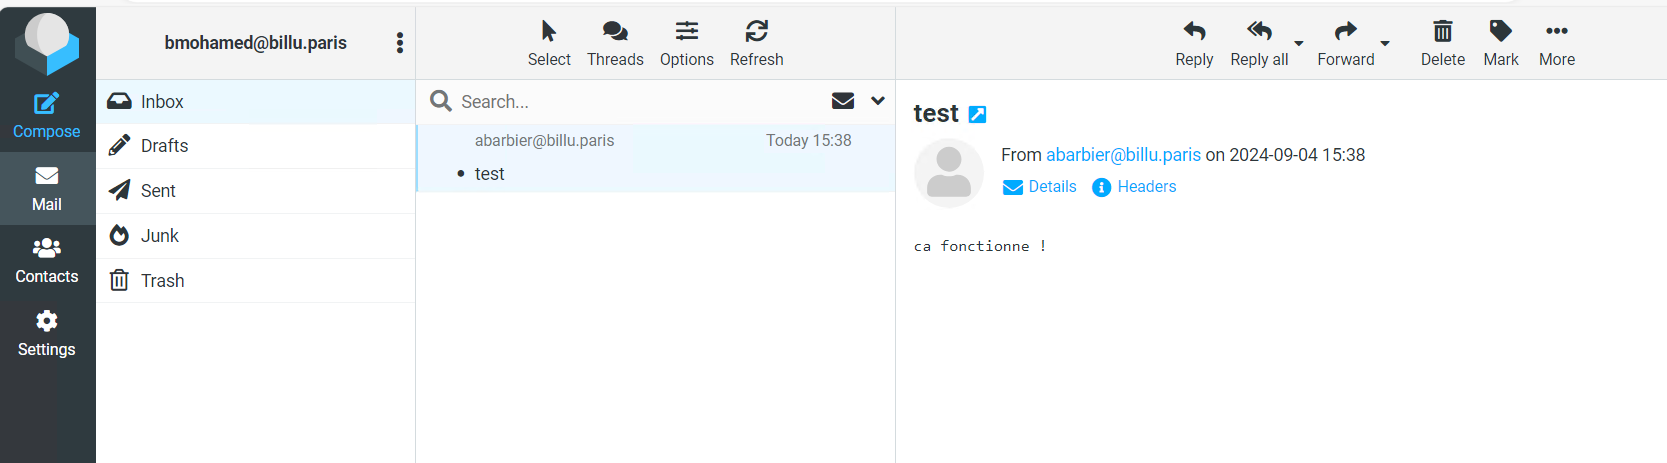 bmohamed@billu.paris
Compose
Mail
Contacts
Settings
Inbox
Drafts
Sent
Junk
Trash
Select Threads Options Refresh
Search...
abarbier@billu.paris Today 15:38
• test
Reply Reply all Forward Delete Mark More
test
From abarbier@billu.paris on 2024-09-04 15:38
Details Headers
ca fonctionne !